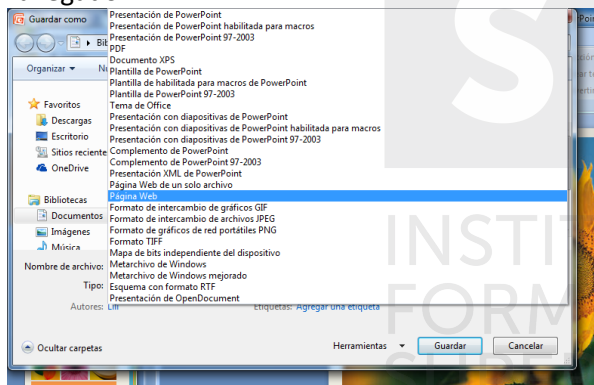 Guardar como
Presentación de PowerPoint
Presentación de PowerPoint habilitada para macros
Presentación de PowerPoint 97-2003
PDF
Documento XPS
Plantilla de PowerPoint
Plantilla de habilitada para macros de PowerPoint
Plantilla de PowerPoint 97-2003
Tema de Office
Presentación con diapositivas de PowerPoint
Presentación con diapositivas de PowerPoint habilitada para macros
Presentación con diapositivas de PowerPoint 97-2003
Complemento de PowerPoint
Complemento de PowerPoint 97-2003
Presentación XML de PowerPoint
Página Web de un solo archivo
Página Web
Formato de intercambio de gráficos GIF
Formato de intercambio de archivos JPEG
Formato de gráficos de red portátiles PNG
Formato TIFF
Mapa de bits independiente del dispositivo
Metarchivo de Windows
Metarchivo de Windows mejorado
Esquema con formato RTF
Presentación de OpenDocument
Organizar
Favoritos
Descargas
Escritorio
Sitios reciente
OneDrive
Bibliotecas
Documentos
Imágenes
Música
Nombre de archivo:
Tipo:
Autores: Lili
Etiquetas: Agregar una etiqueta
Ocultar carpetas
Herramientas
Guardar
Cancelar
S
INSTIT
FORM